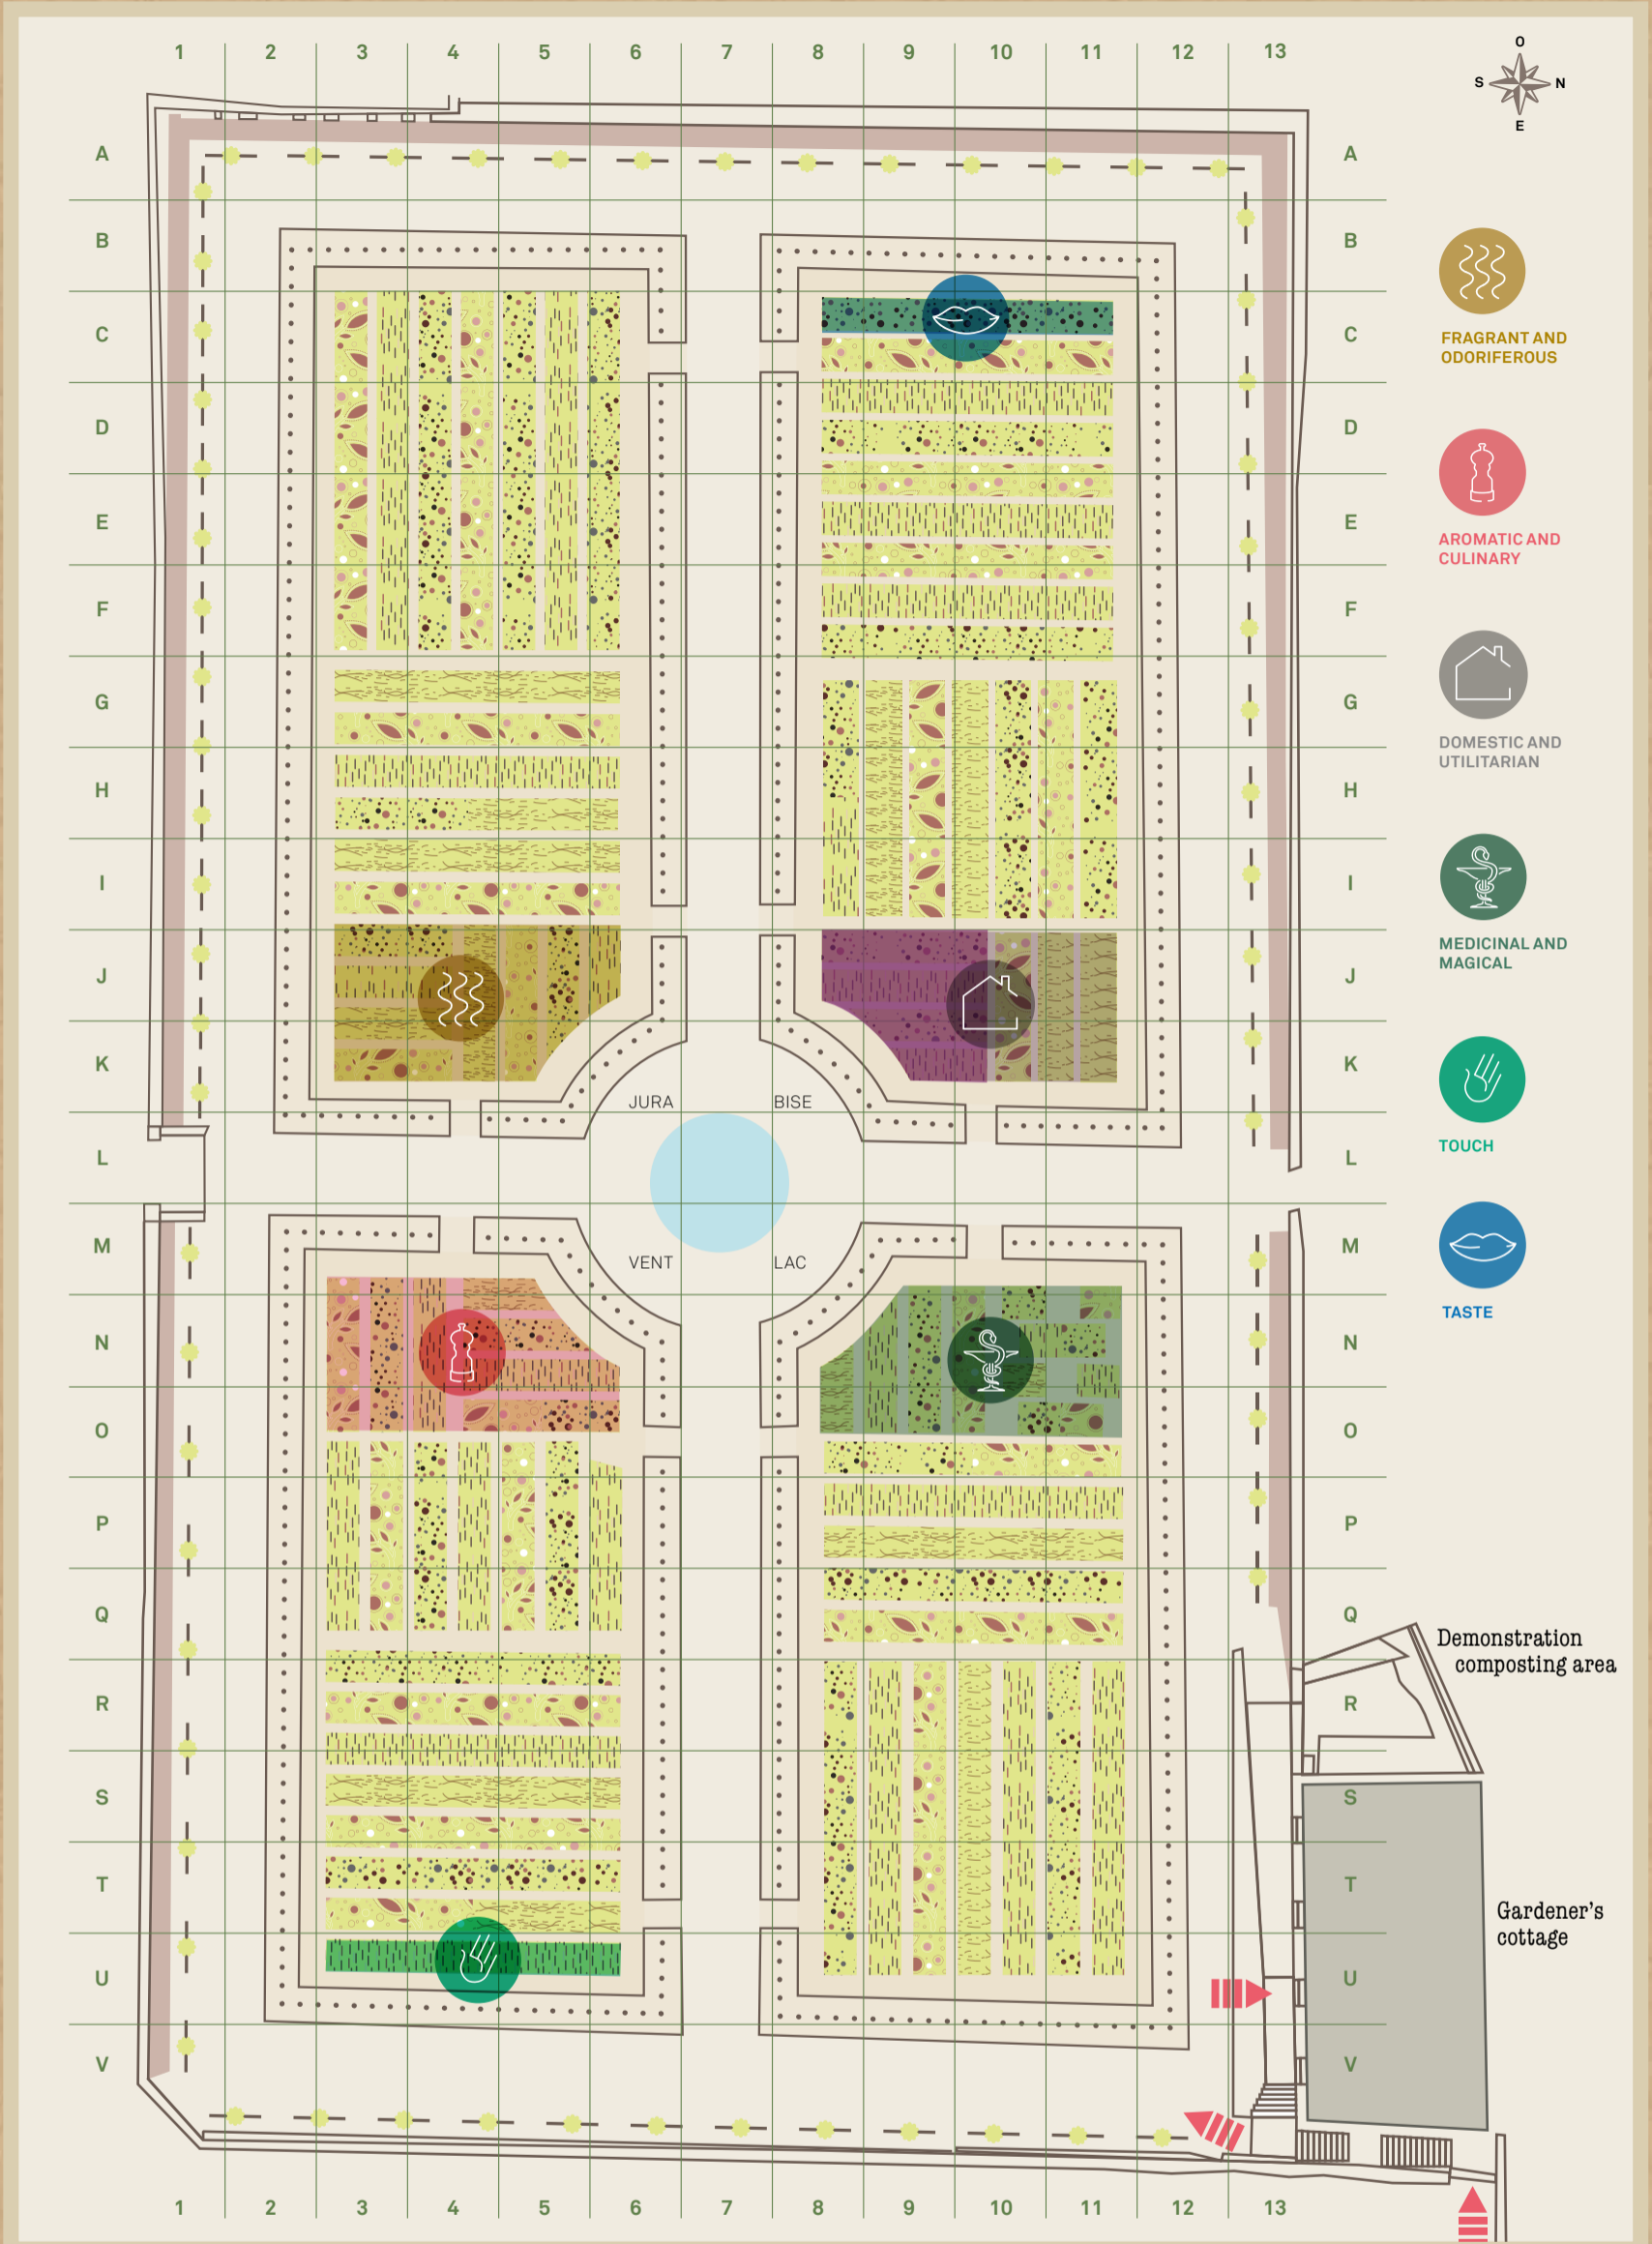 1 2 3 4 5 6 7 8 9 10 11 12 13
O
S N
E
A A
B B
C C
D D
E E
F F
G G
H H
I I
J J
K K
L L
M M
N N
O O
P P
Q Q
R R
S S
T T
U U
V V
JURA BISE
VENT LAC
FRAGRANT AND
ODORIFEROUS
AROMATIC AND
CULINARY
DOMESTIC AND
UTILITARIAN
MEDICINAL AND
MAGICAL
TOUCH
TASTE
Demonstration
composting area
Gardener's
cottage
1 2 3 4 5 6 7 8 9 10 11 12 13